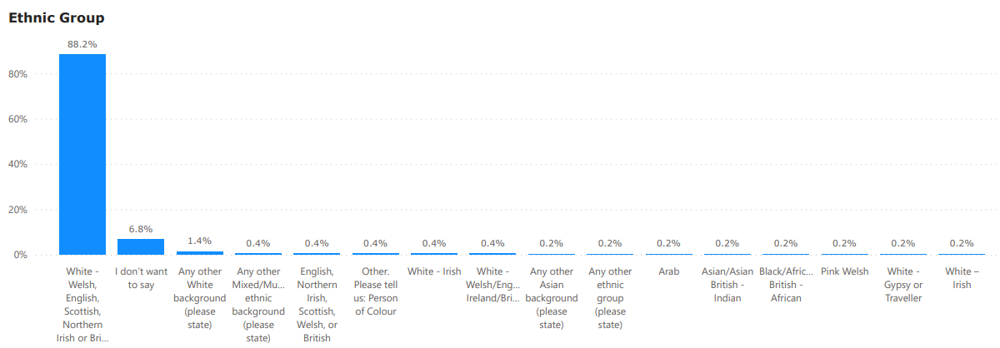 Ethnic Group
88.2%
80%
60%
40%
20%
0%
6.8%
1.4%
0.4%
0.4%
0.4%
0.4%
0.4%
0.2%
0.2%
0.2%
0.2%
0.2%
0.2%
0.2%
0.2%
White -
Welsh,
English,
Scottish,
Northern
Irish or Bri...
I don't want
to say
Any other
White
background
(please
state)
Any other
Mixed/Mu...
ethnic
background
(please
state)
English,
Northern
Irish,
Scottish,
Welsh, or
British
Other.
Please tell
us: Person
of Colour
White - Irish
White -
Welsh/Eng...
Ireland/Bri...
Any other
Asian
background
(please
state)
Any other
ethnic
group
(please
state)
Arab
Asian/Asian
British -
Indian
Black/Afric...
British -
African
Pink Welsh
White -
Gypsy or
Traveller
White –
Irish